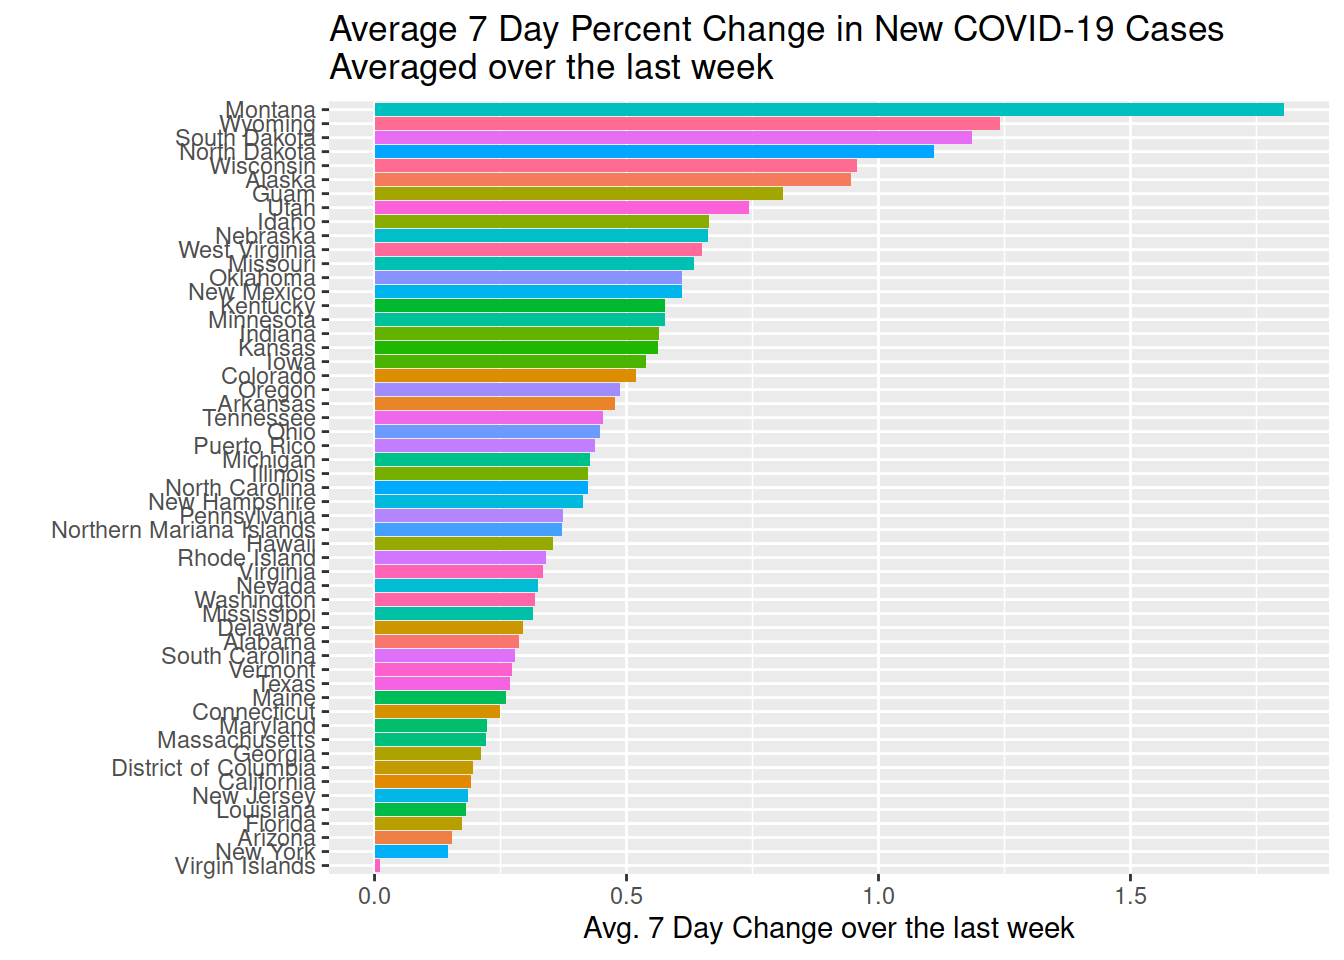 Average 7 Day Percent Change in New COVID-19 Cases
Averaged over the last week
Montana
Wyoming
South Dakota
North Dakota
Wisconsin
Alaska
Guam
Utah
Idaho
Nebraska
West Virginia
Missouri
Oklahoma
New Mexico
Kentucky
Minnesota
Indiana
Kansas
Iowa
Colorado
Oregon
Arkansas
Tennessee
Ohio
Puerto Rico
Michigan
Illinois
North Carolina
New Hampshire
Pennsylvania
Northern Mariana Islands
Hawaii
Rhode Island
Virginia
Nevada
Washington
Mississippi
Delaware
Alabama
South Carolina
Vermont
Texas
Maine
Connecticut
Maryland
Massachusetts
Georgia
District of Columbia
California
New Jersey
Louisiana
Florida
Arizona
New York
Virgin Islands
0.0 0.5 1.0 1.5
Avg. 7 Day Change over the last week